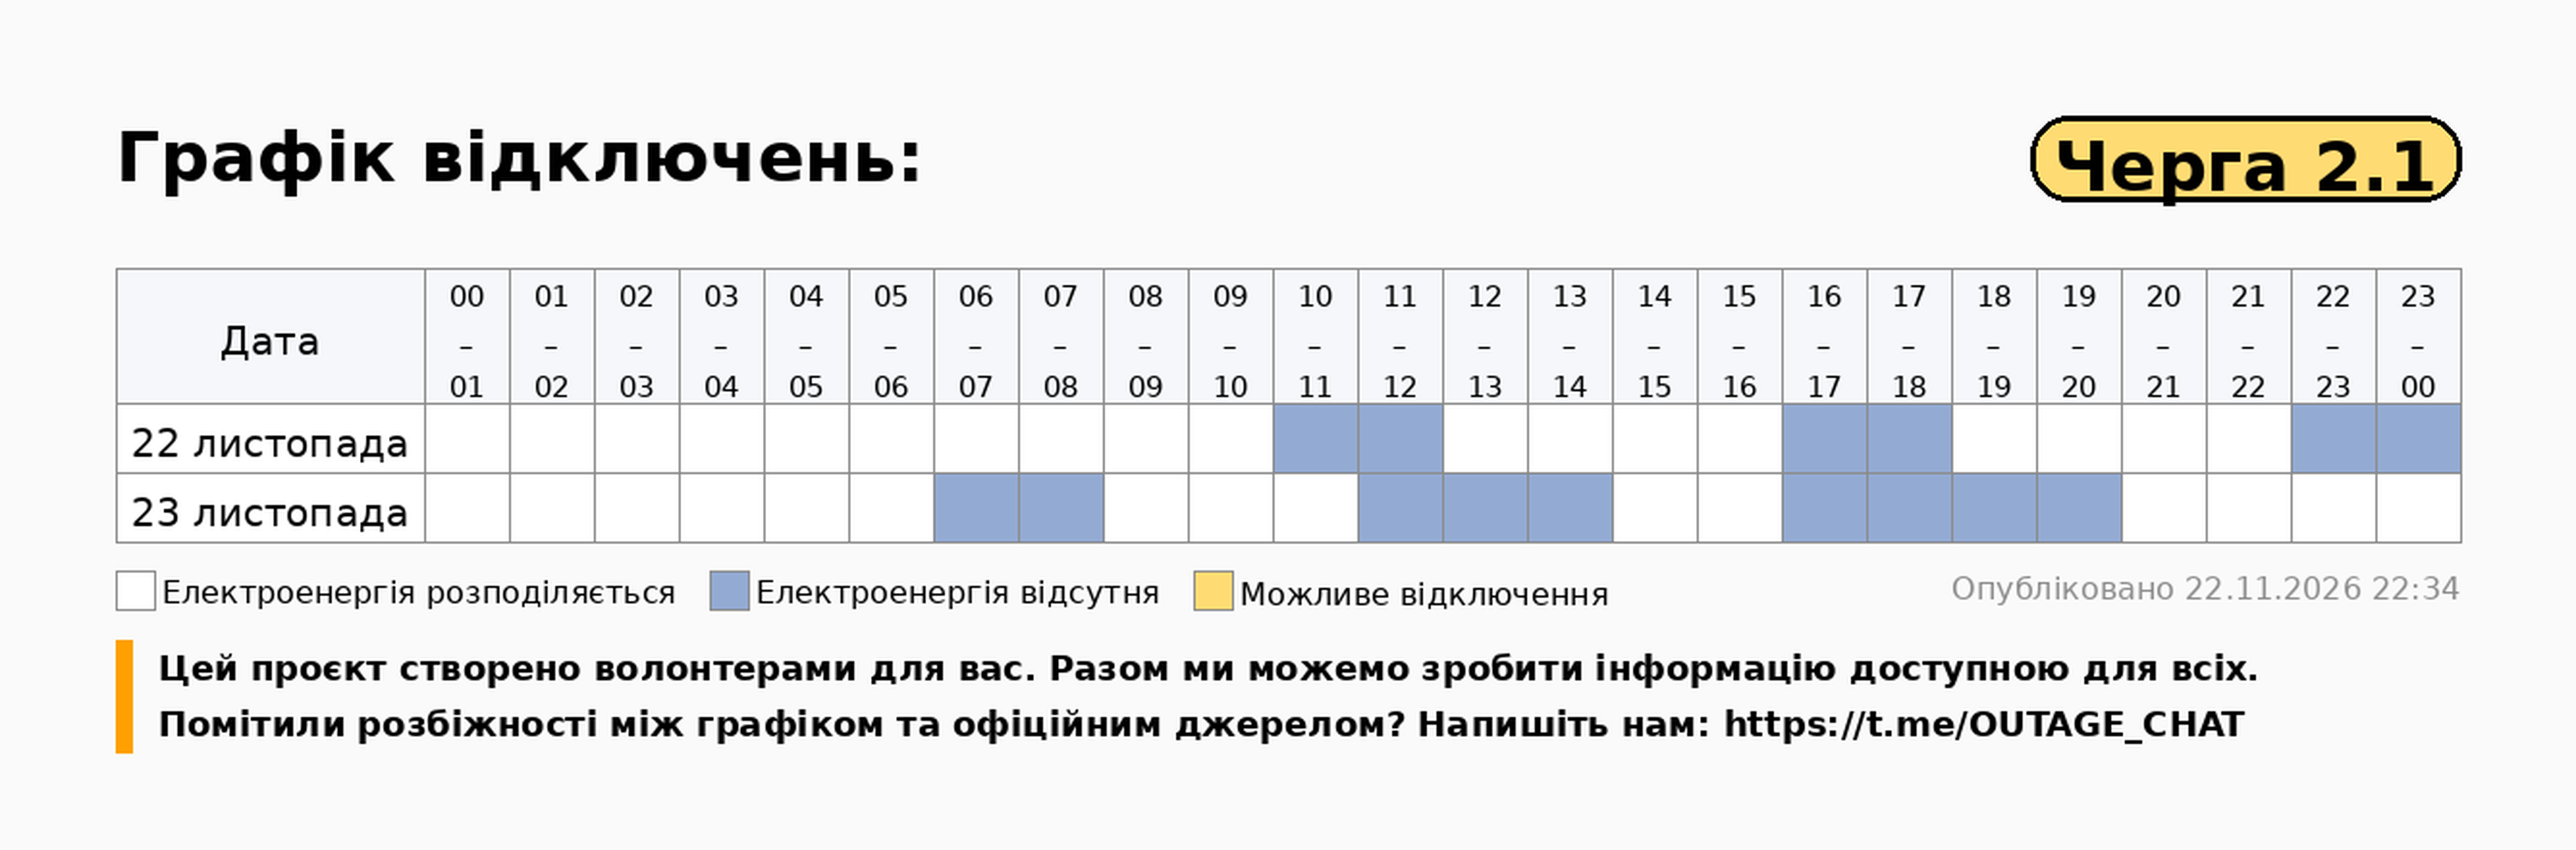 Графік відключень:
Черга 2.1
Дата 00 – 01 01 – 02 02 – 03 03 – 04 04 – 05 05 – 06 06 – 07 07 – 08 08 – 09 09 – 10 10 – 11 11 – 12 12 – 13 13 – 14 14 – 15 15 – 16 16 – 17 17 – 18 18 – 19 19 – 20 20 – 21 21 – 22 22 – 23 23 – 00
22 листопада
23 листопада
Електроенергія розподіляється Електроенергія відсутня Можливе відключення
Опубліковано 22.11.2026 22:34
Цей проєкт створено волонтерами для вас. Разом ми можемо зробити інформацію доступною для всіх.
Помітили розбіжності між графіком та офіційним джерелом? Напишіть нам: https://t.me/OUTAGE_CHAT